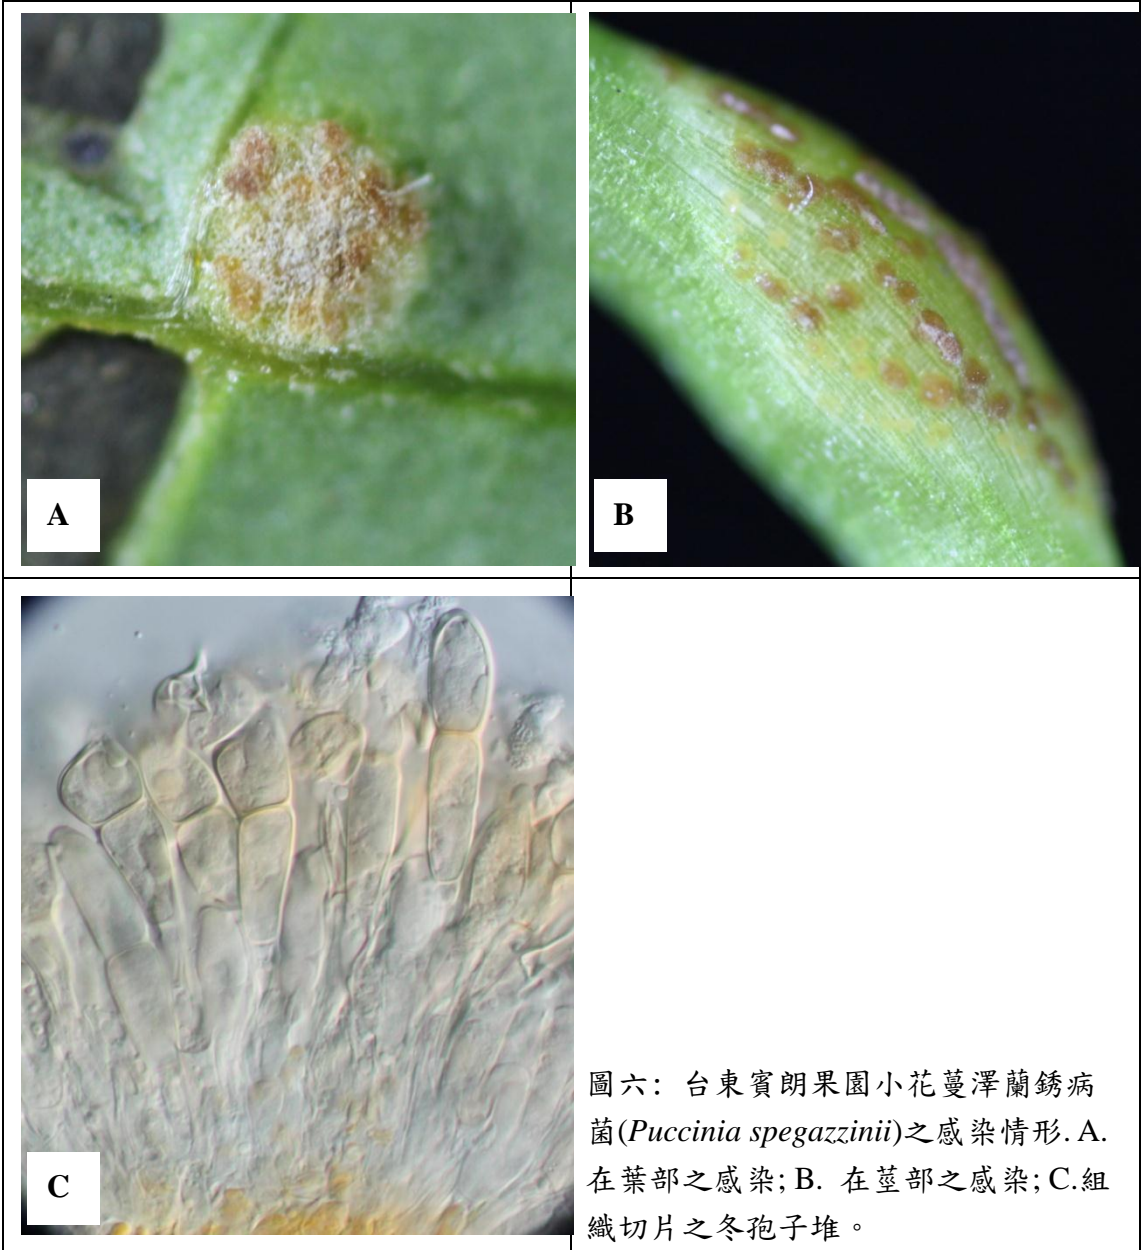 A
B
C
圖六: 台東賓朗果園小花蔓澤蘭銹病
菌(Puccinia spegazzinii)之感染情形. A.
在葉部之感染; B. 在莖部之感染; C.組
織切片之冬孢子堆。